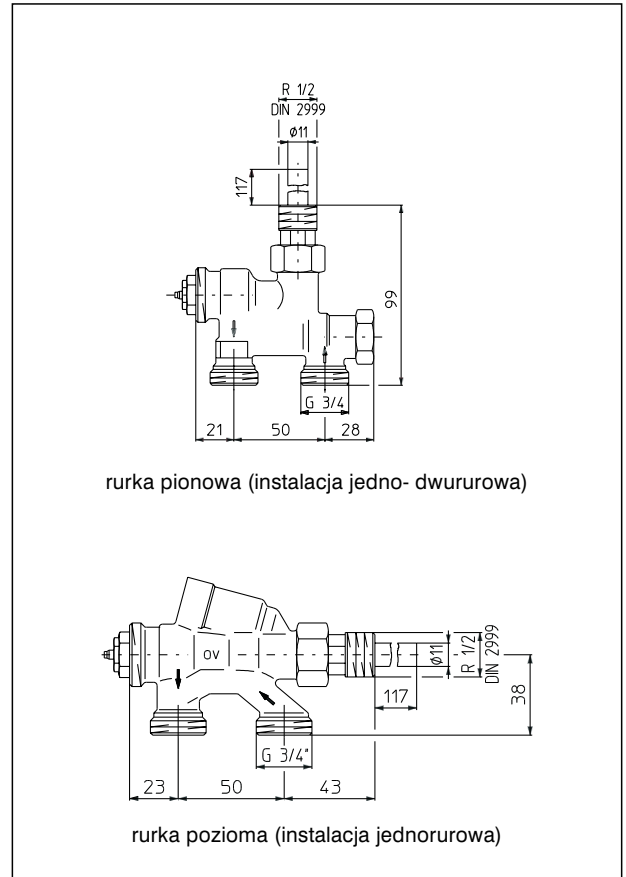 R 1/2
DIN 2999
ø11
117
99
G 3/4
21 50 28
rurka pionowa (instalacja jedno- dwururowa)
OV
ø11
R 1/2
DIN 2999
117
38
G 3/4"
23 50 43
rurka pozioma (instalacja jednorurowa)